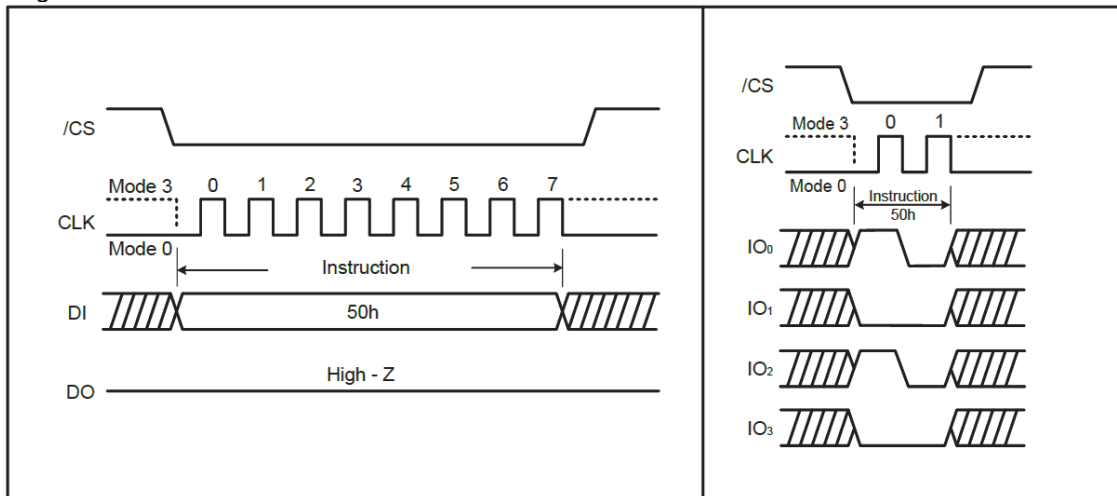 /CS
Mode 3 0 1 2 3 4 5 6 7
CLK
Mode 0
Instruction
DI 50h
High - Z
DO
/CS
Mode 3 0 1
CLK
Mode 0 Instruction
50h
IO0
IO1
IO2
IO3